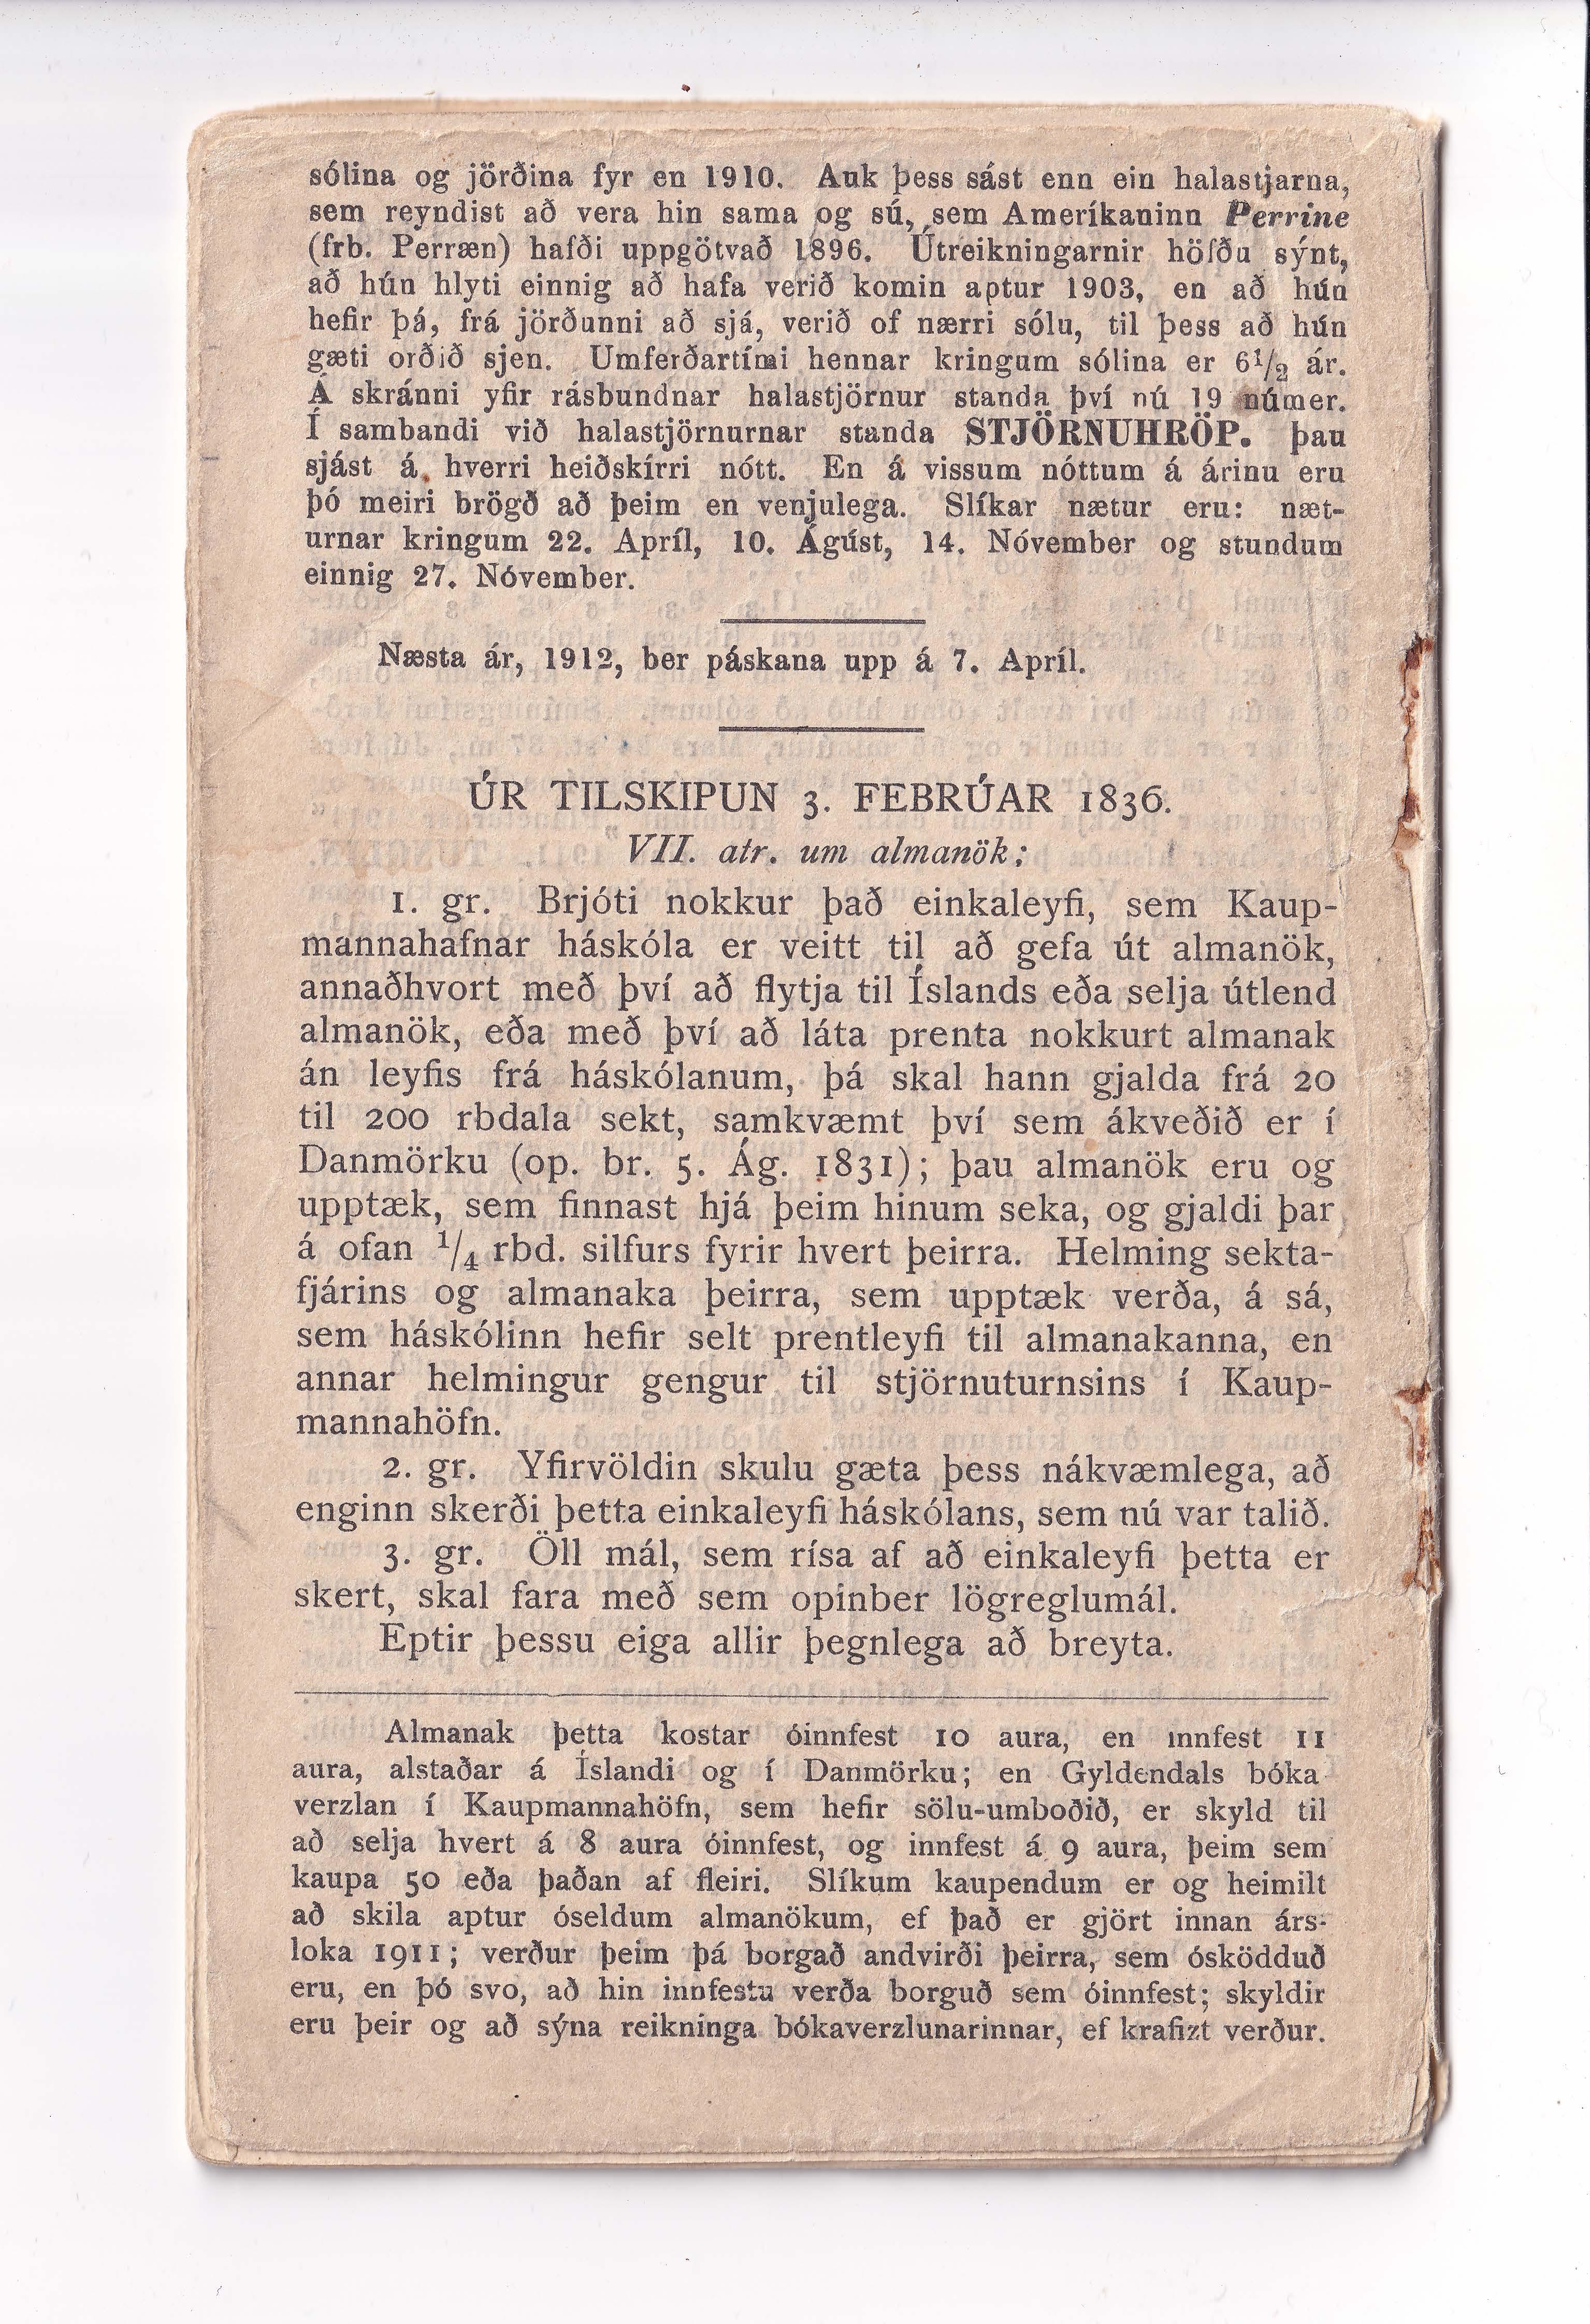 sólina og jörðina fyr en 1910. Auk þess sást enn ein halastjarna,
sem reyndist að vera hin sama og sú, sem Ameríkaninn Perrine
(frb. Perræn) hafði uppgötvað 1896. Útreikningarnir höfðu sýnt,
að hún hlyti einnig að hafa verið komin aptur 1903, en að hún
hefir þá, frá jörðunni að sjá, verið of nærri sólu, til þess að hún
gæti orðið sjen. Umferðartími hennar kringum sólina er 6 1/2 ár.
Á skránni yfir rásbundnar halastjörnur standa því nú 19 númer.
Í sambandi við halastjörnurnar standa STJÖRNUHRÖP. þau
sjást á hverri heiðskírri nótt. En á vissum nóttum á árinu eru
þó meiri brögð að þeim en venjulega. Slíkar nætur eru: næt-
urnar kringum 22. Apríl, 10. Ágúst, 14. Nóvember og stundum
einnig 27. Nóvember.
Næsta ár, 1912, ber páskana upp á 7. Apríl.
ÚR TILSKIPUN 3. FEBRÚAR 1836.
VII. atr. um almanök:
1. gr. Brjóti nokkur það einkaleyfi, sem Kaup-
mannahafnar háskóla er veitt til að gefa út almanök,
annaðhvort með því að flytja til Íslands eða selja útlend
almanök, eða með því að láta prenta nokkurt almanak
án leyfis frá háskólanum, þá skal hann gjalda frá 20
til 200 rbdala sekt, samkvæmt því sem ákveðið er í
Danmörku (op. br. 5. Ág. 1831); þau almanök eru og
upptæk, sem finnast hjá þeim hinum seka, og gjaldi þar
á ofan 1/4 rbd. silfurs fyrir hvert þeirra. Helming sekta-
fjárins og almanaka þeirra, sem upptæk verða, á sá,
sem háskólinn hefir selt prentleyfi til almanakanna, en
annar helmingur gengur til stjörnuturnsins í Kaup-
mannahöfn.
2. gr. Yfirvöldin skulu gæta þess nákvæmlega, að
enginn skerði þetta einkaleyfi háskólans, sem nú var talið.
3. gr. Öll mál, sem rísa af að einkaleyfi þetta er
skert, skal fara með sem opinber lögreglumál.
Eptir þessu eiga allir þegnlega að breyta.
Almanak þetta kostar óinnfest 10 aura, en innfest 11
aura, alstaðar á Íslandi og í Danmörku; en Gyldendals bóka
verzlan í Kaupmannahöfn, sem hefir sölu-umboðið, er skyld til
að selja hvert á 8 aura óinnfest, og innfest á 9 aura, þeim sem
kaupa 50 eða þaðan af fleiri. Slíkum kaupendum er og heimilt
að skila aptur óseldum almanökum, ef það er gjört innan árs-
loka 1911; verður þeim þá borgað andvirði þeirra, sem ósködduð
eru, en þó svo, að hin innfestu verða borguð sem óinnfest; skyldir
eru þeir og að sýna reikninga bókaverzlunarinnar, ef krafizt verður.